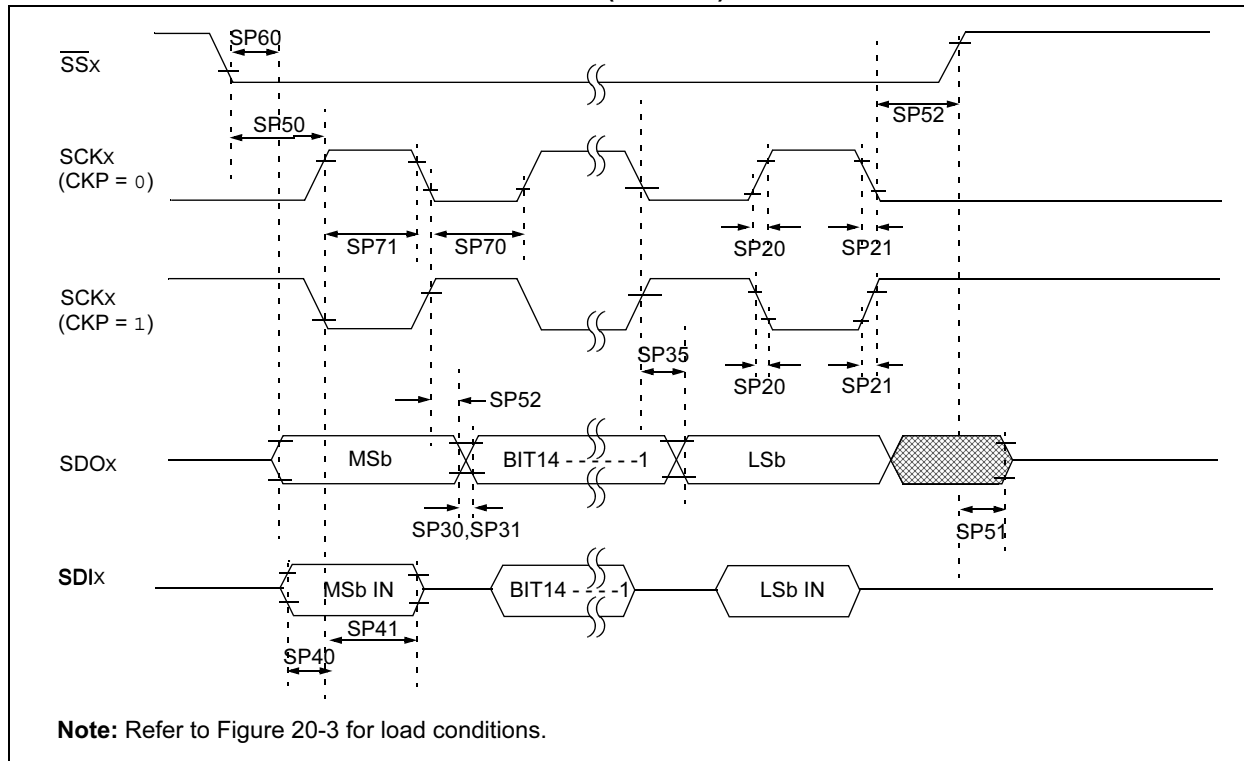 SP60
SSx
SP52
SP50
SCKx
(CKP = 0)
SP71
SP70
SP20
SP21
SCKx
(CKP = 1)
SP35
SP20
SP21
SP52
SDOx
MSb
BIT14 - - - - - -1
LSb
SP30,SP31
SP51
SDIx
MSb IN
BIT14 - - - -1
LSb IN
SP41
SP40
Note: Refer to Figure 20-3 for load conditions.